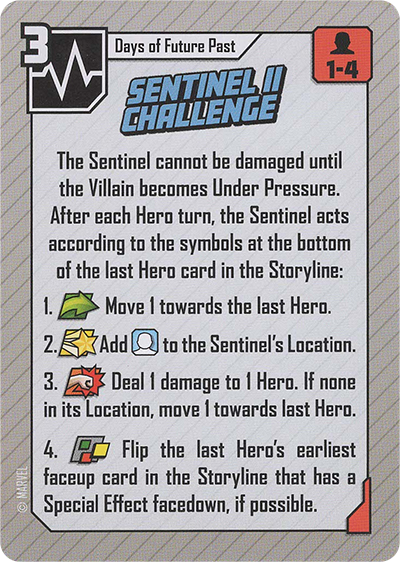 3
Days of Future Past
1-4
SENTINEL II
CHALLENGE
The Sentinel cannot be damaged until
the Villain becomes Under Pressure.
After each Hero turn, the Sentinel acts
according to the symbols at the bottom
of the last Hero card in the Storyline:
1. Move 1 towards the last Hero.
2. Add to the Sentinel's Location.
3. Deal 1 damage to 1 Hero. If none
in its Location, move 1 towards last Hero.
4. Flip the last Hero's earliest
faceup card in the Storyline that has a
Special Effect facedown, if possible.
© MARVEL